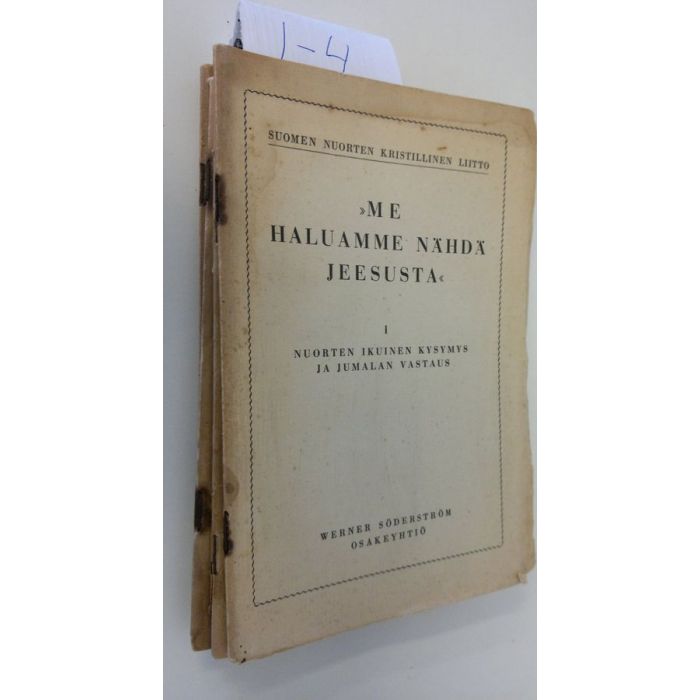 1-4
SUOMEN NUORTEN KRISTILLINEN LIITTO
»ME
HALUAMME NÄHDÄ
JEESUSTA«
I
NUORTEN IKUINEN KYSYMYS
JA JUMALAN VASTAUS
WERNER SÖDERSTRÖM
OSAKEYHTIÖ